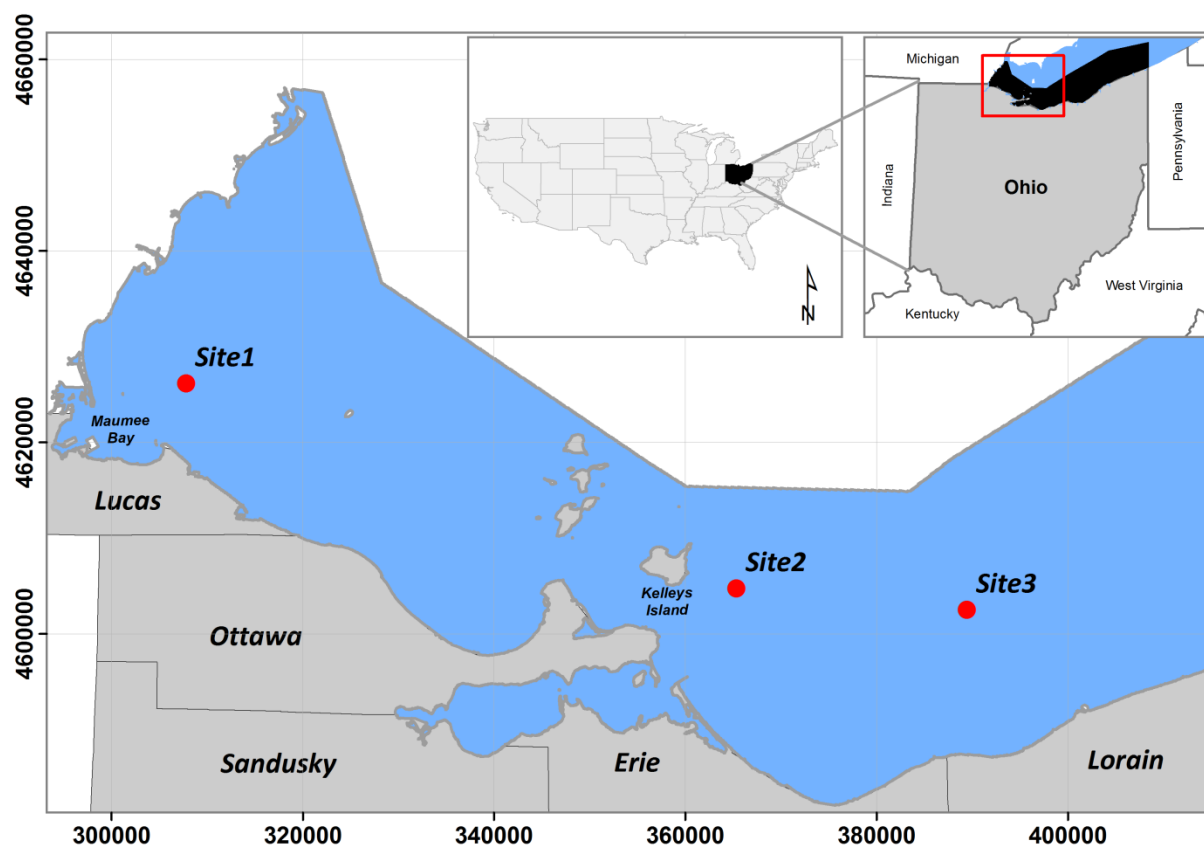 4660000
4640000
4620000
4600000
Michigan
Indiana
Ohio
Pennsylvania
West Virginia
Kentucky
N
Site1
Maumee
Bay
Lucas
Site2
Kelleys
Island
Site3
Ottawa
Sandusky
Erie
Lorain
300000
320000
340000
360000
380000
400000